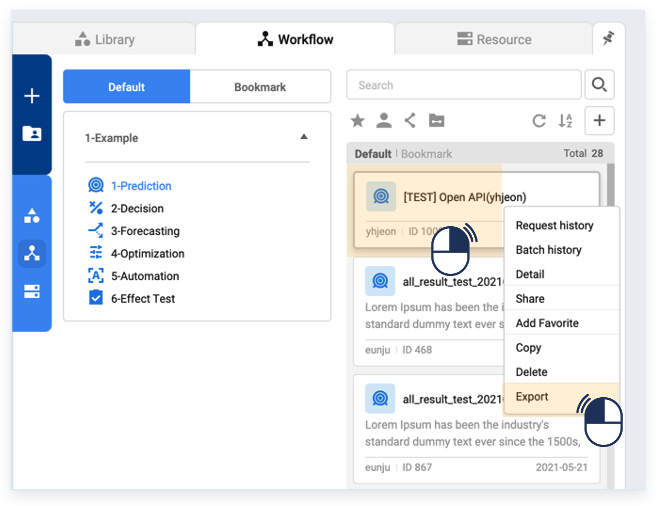 Library
Workflow
Resource
Default
Bookmark
Search
1-Example
1-Prediction
2-Decision
3-Forecasting
4-Optimization
5-Automation
6-Effect Test
Default | Bookmark
Total 28
[TEST] Open API(yhjeon)
yhjeon | ID
all_result_test_2021
Lorem Ipsum has been the
standard dummy text ever
eunju | ID 468
all_result_test_2021
Lorem Ipsum has been the industry's
standard dummy text ever since the 1500s,
eunju | ID 867
2021-05-21
Request history
Batch history
Detail
Share
Add Favorite
Copy
Delete
Export